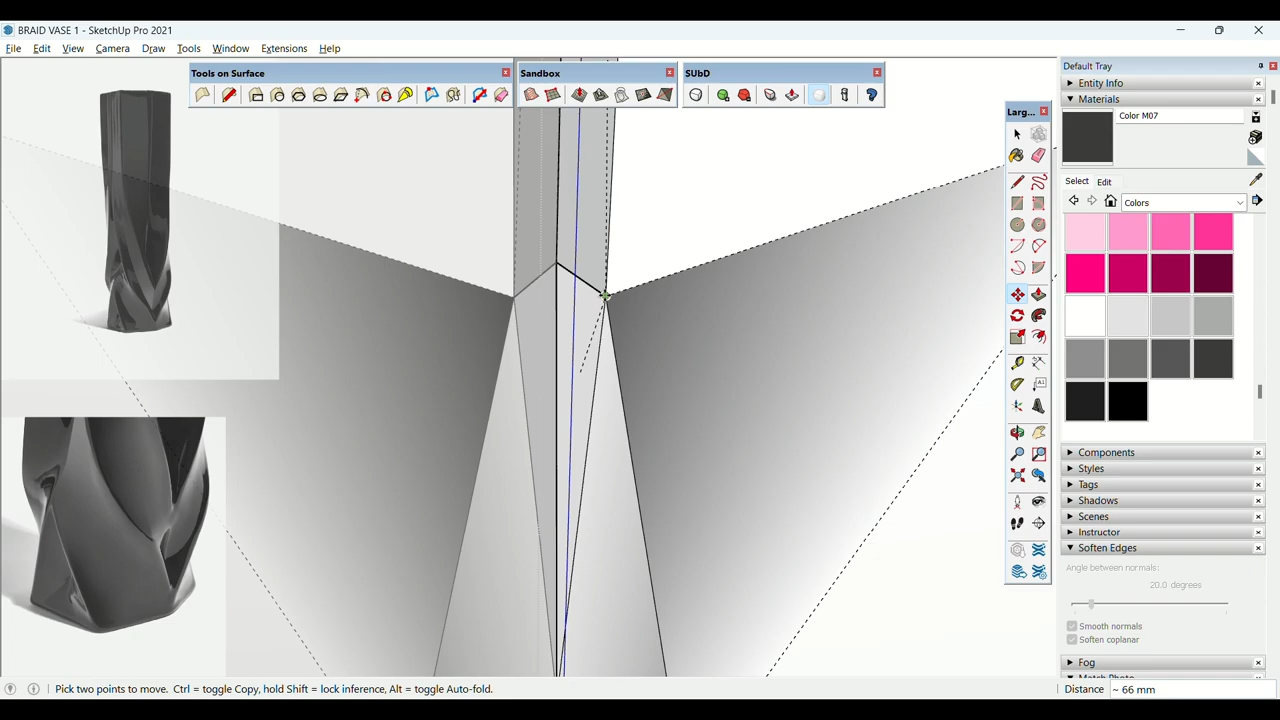 BRAID VASE 1 - SketchUp Pro 2021
File Edit View Camera Draw Tools Window Extensions Help
Tools on Surface
Sandbox
SUbD
Default Tray
Entity Info
Materials
Color M07
Larg...
Select Edit
Colors
Components
Styles
Tags
Shadows
Scenes
Instructor
Soften Edges
Angle between normals:
20.0 degrees
Smooth normals
Soften coplanar
Fog
Match Photo
Pick two points to move. Ctrl = toggle Copy, hold Shift = lock inference, Alt = toggle Auto-fold.
Distance ~ 66 mm